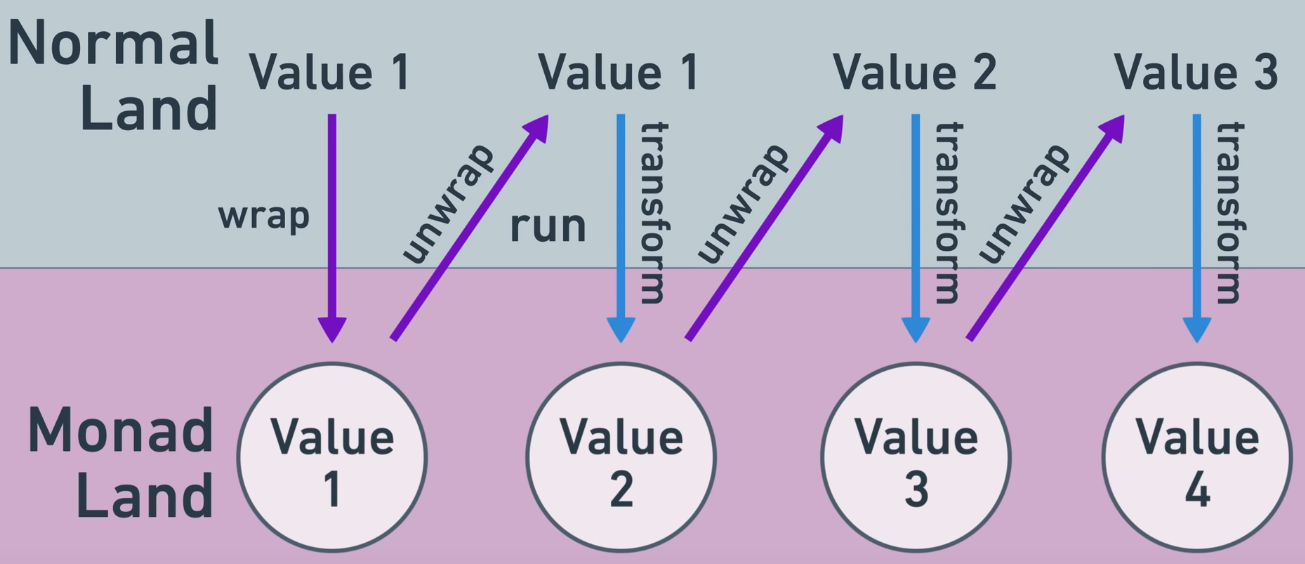 Normal
Land
Value 1
Value 1
Value 2
Value 3
wrap
unwrap
run
transform
unwrap
transform
unwrap
transform
Monad
Land
Value
1
Value
2
Value
3
Value
4